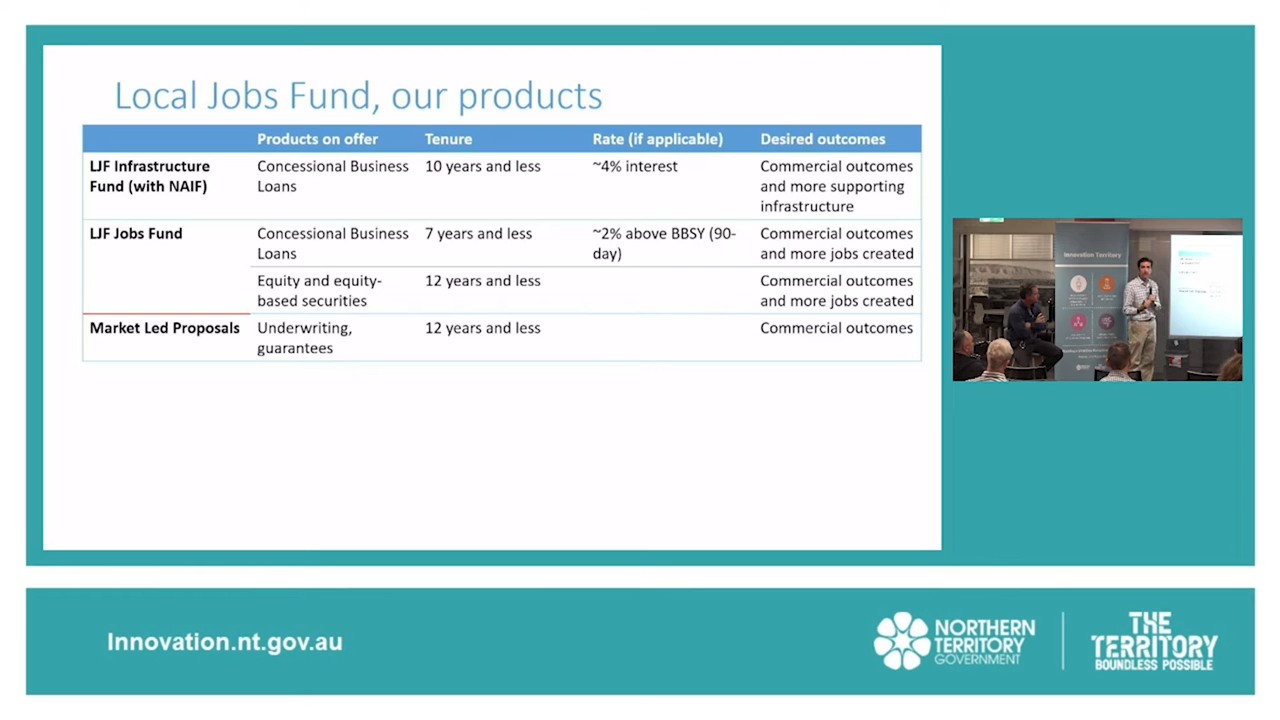 Local Jobs Fund, our products
Products on offer Tenure Rate (if applicable) Desired outcomes
LJF Infrastructure Concessional Business 10 years and less ~4% interest Commercial outcomes
Fund (with NAIF) Loans and more supporting
infrastructure
LJF Jobs Fund Concessional Business 7 years and less ~2% above BBSY (90- Commercial outcomes
Loans day) and more jobs created
Equity and equity- 12 years and less Commercial outcomes
based securities and more jobs created
Market Led Proposals Underwriting, 12 years and less Commercial outcomes
guarantees
Innovation Territory
Innovation.nt.gov.au
NORTHERN
TERRITORY
GOVERNMENT
THE
TERRITORY
BOUNDLESS POSSIBLE